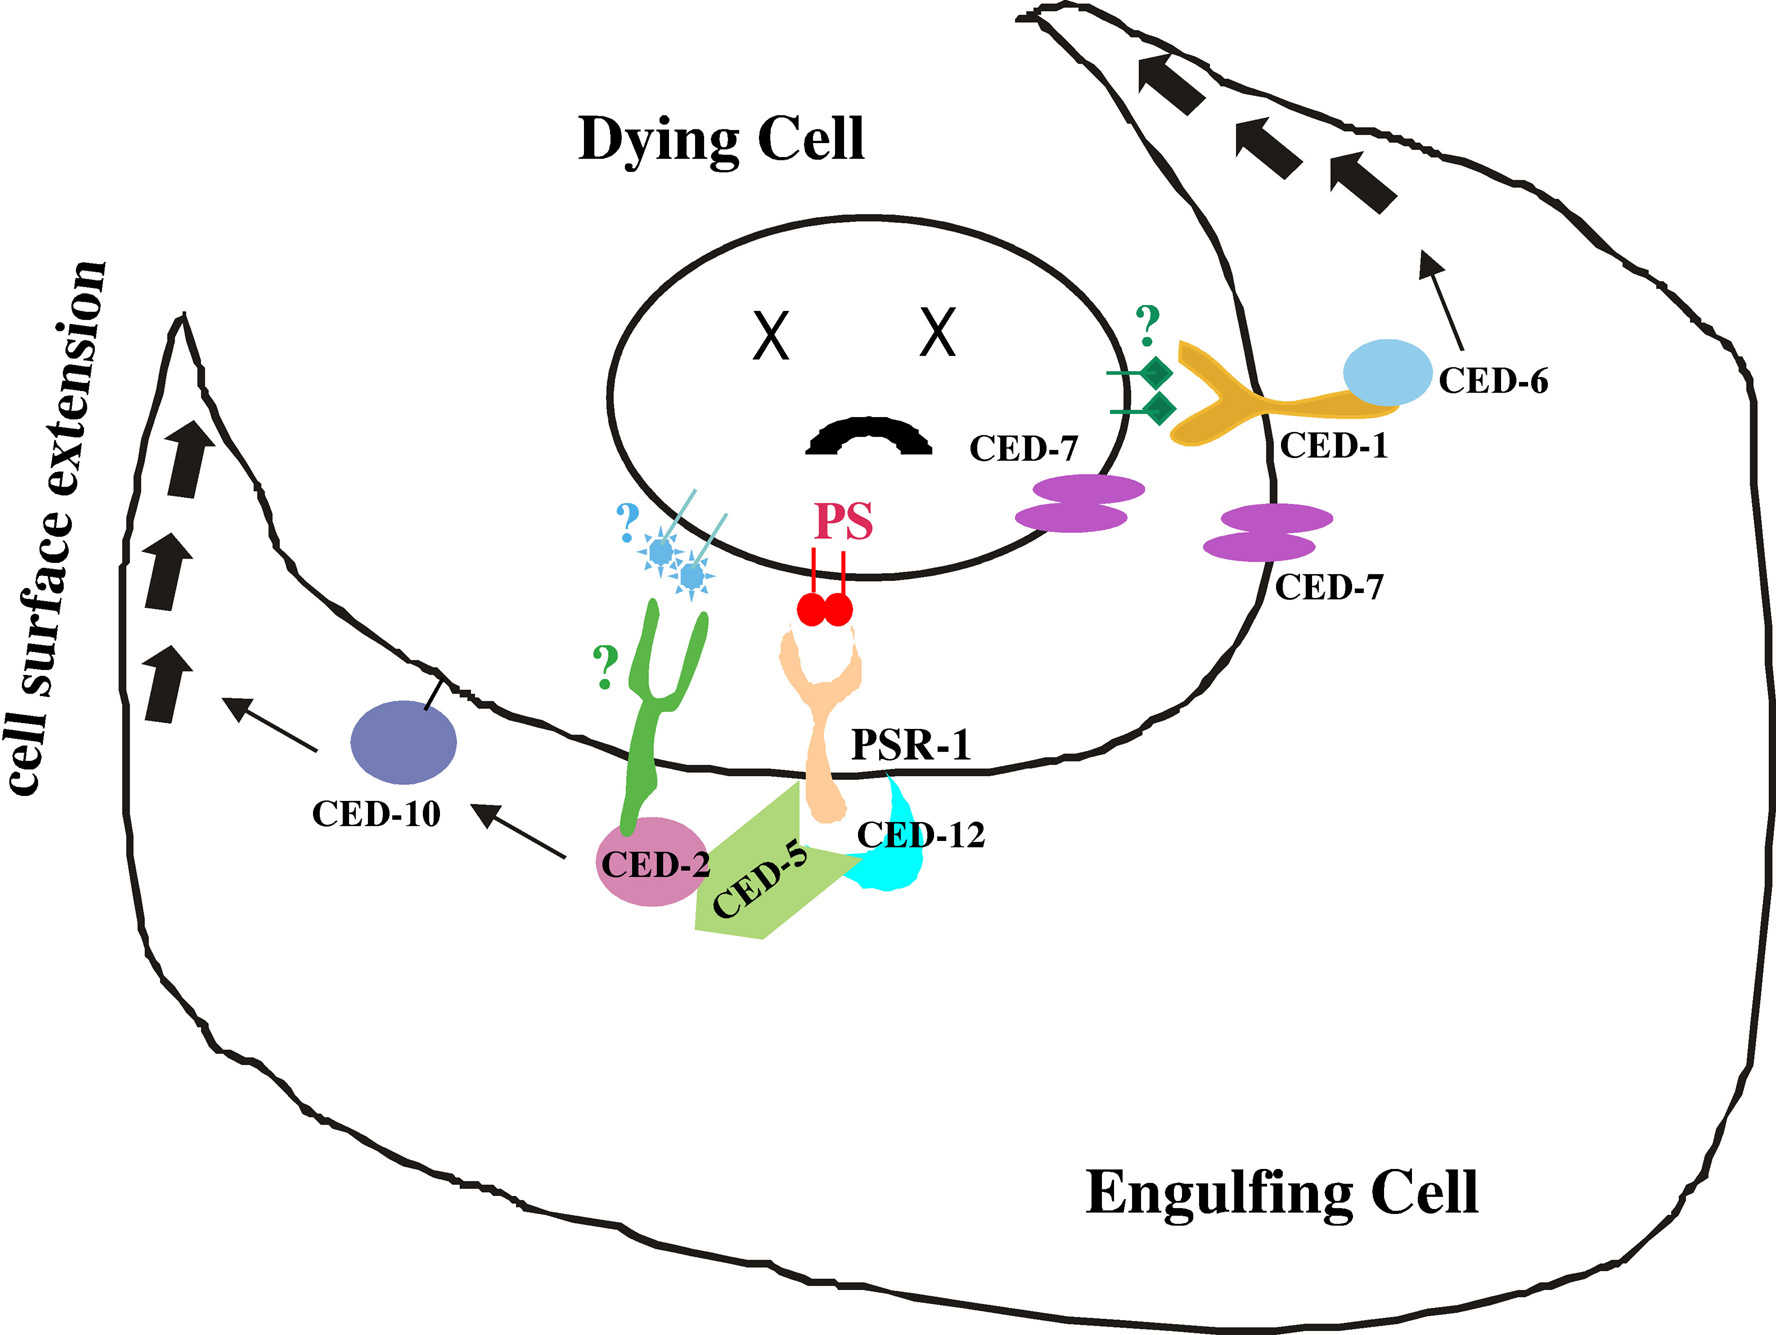 Dying Cell
cell surface extension
X X
?
CED-6
CED-1
CED-7
PS
?
CED-7
?
PSR-1
CED-10
CED-12
CED-2
CED-5
Engulfing Cell